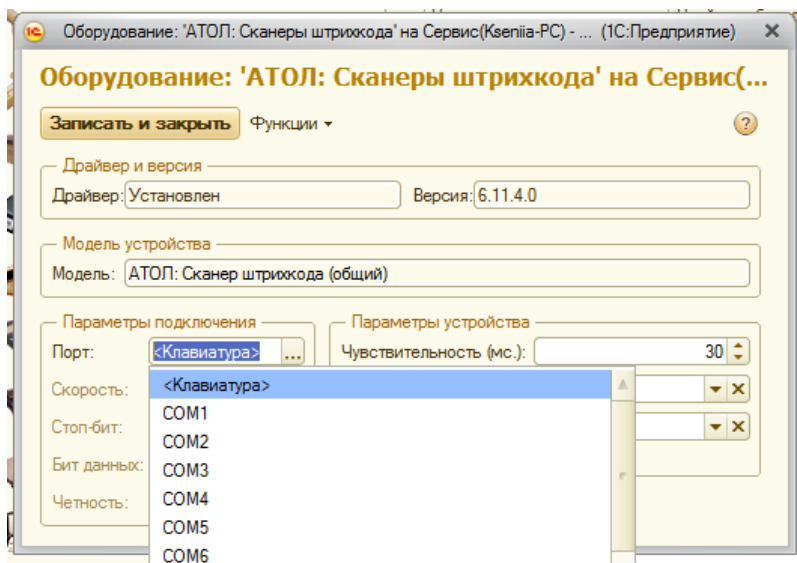 1С Оборудование: 'АТОЛ: Сканеры штрихкода' на Сервис(Kseniia-PC) - ... (1С:Предприятие)
Оборудование: 'АТОЛ: Сканеры штрихкода' на Сервис(...
Записать и закрыть Функции
?
Драйвер и версия
Драйвер: Установлен Версия: 6.11.4.0
Модель устройства
Модель: АТОЛ: Сканер штрихкода (общий)
Параметры подключения Параметры устройства
Порт: <Клавиатура> ... Чувствительность (мс.): 30
Скорость: <Клавиатура>
COM1
Стоп-бит: COM2
Бит данных: COM3
Четность: COM4
COM5
COM6